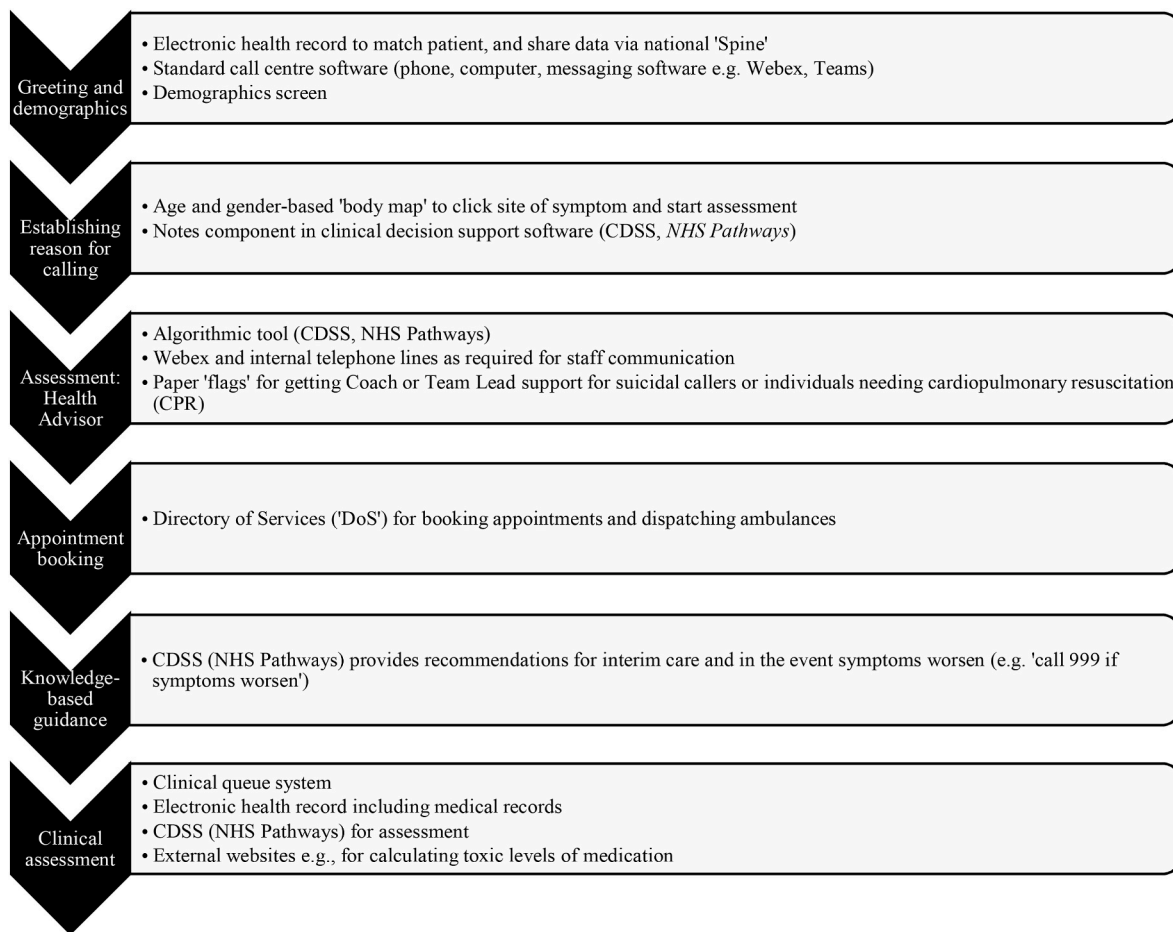 Greeting and
demographics
• Electronic health record to match patient, and share data via national 'Spine'
• Standard call centre software (phone, computer, messaging software e.g. Webex, Teams)
• Demographics screen
Establishing
reason for
calling
• Age and gender-based 'body map' to click site of symptom and start assessment
• Notes component in clinical decision support software (CDSS, NHS Pathways)
Assessment:
Health
Advisor
• Algorithmic tool (CDSS, NHS Pathways)
• Webex and internal telephone lines as required for staff communication
• Paper 'flags' for getting Coach or Team Lead support for suicidal callers or individuals needing cardiopulmonary resuscitation
(CPR)
Appointment
booking
• Directory of Services ('DoS') for booking appointments and dispatching ambulances
Knowledge-
based
guidance
• CDSS (NHS Pathways) provides recommendations for interim care and in the event symptoms worsen (e.g. 'call 999 if
symptoms worsen')
Clinical
assessment
• Clinical queue system
• Electronic health record including medical records
• CDSS (NHS Pathways) for assessment
• External websites e.g., for calculating toxic levels of medication